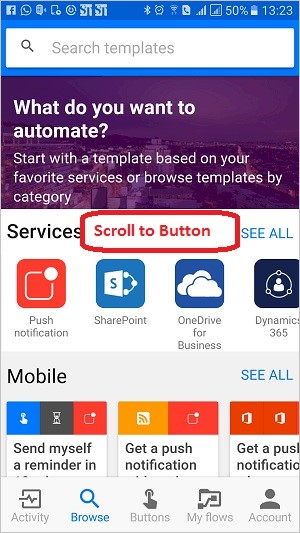 50% 13:23
Search templates
What do you want to
automate?
Start with a template based on your
favorite services or browse templates by
category
Services
Scroll to Button
SEE ALL
Push
notification
SharePoint
OneDrive
for
Business
Dynamics
365
Mobile
SEE ALL
Send myself
a reminder in
Get a push
notification
Get a push
notification
Activity
Browse
Buttons
My flows
Account